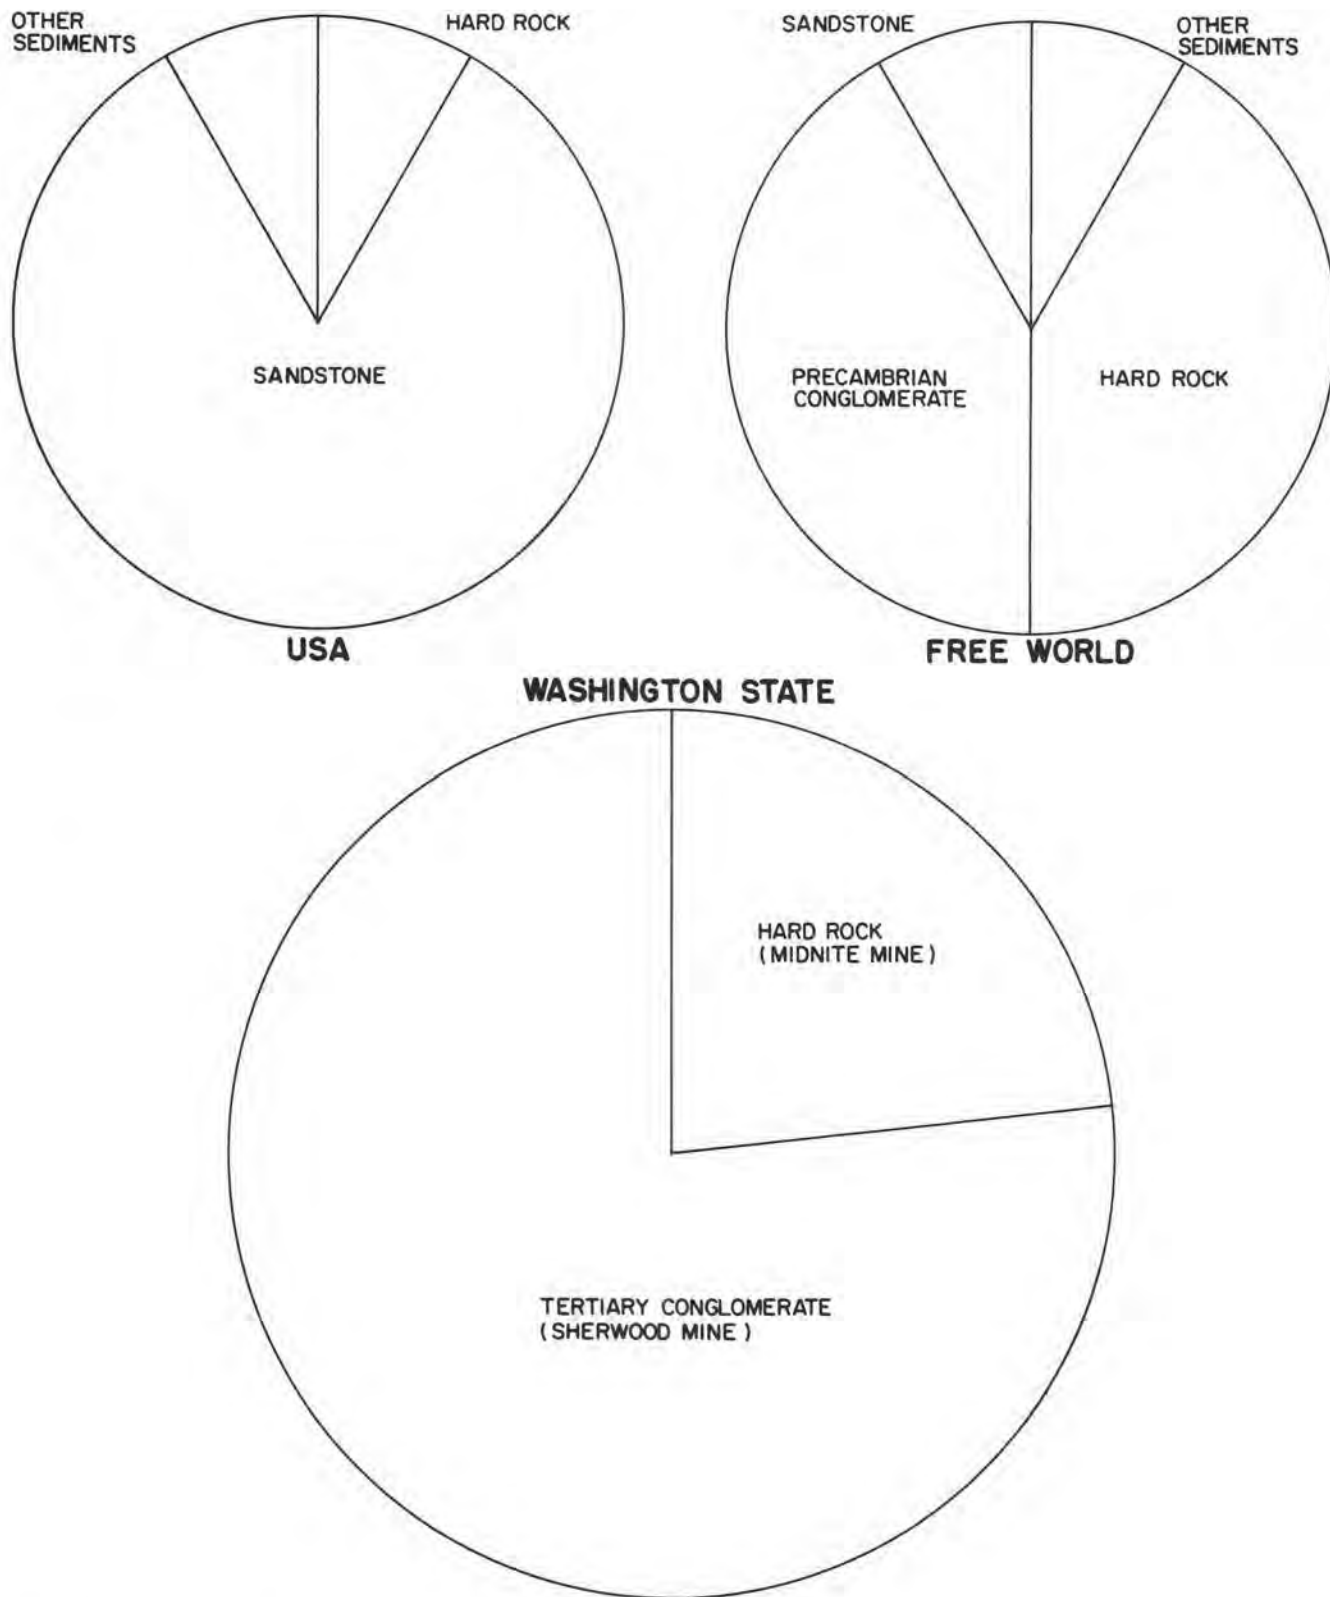 OTHER
SEDIMENTS
HARD ROCK
SANDSTONE
USA
SANDSTONE
OTHER
SEDIMENTS
PRECAMBRIAN
CONGLOMERATE
HARD ROCK
FREE WORLD
WASHINGTON STATE
HARD ROCK
(MIDNITE MINE)
TERTIARY CONGLOMERATE
(SHERWOOD MINE)